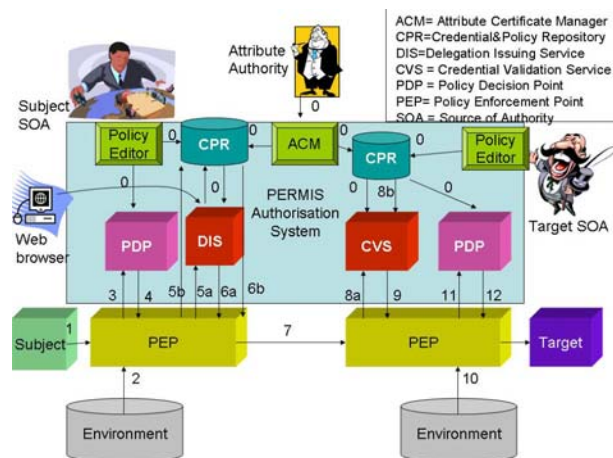 ACM= Attribute Certificate Manager
CPR=Credential&Policy Repository
DIS=Delegation Issuing Service
CVS = Credential Validation Service
PDP = Policy Decision Point
PEP= Policy Enforcement Point
SOA = Source of Authority
Attribute
Authority
0
Subject
SOA
Policy
Editor
0
CPR
0
ACM
0
CPR
0
Policy
Editor
0
0
0
0
8b
0
PERMIS
Authorisation
System
Target SOA
Web
browser
PDP
DIS
CVS
PDP
3
4
5b
5a
6a
6b
8a
9
11
12
Subject
1
PEP
7
PEP
Target
2
10
Environment
Environment